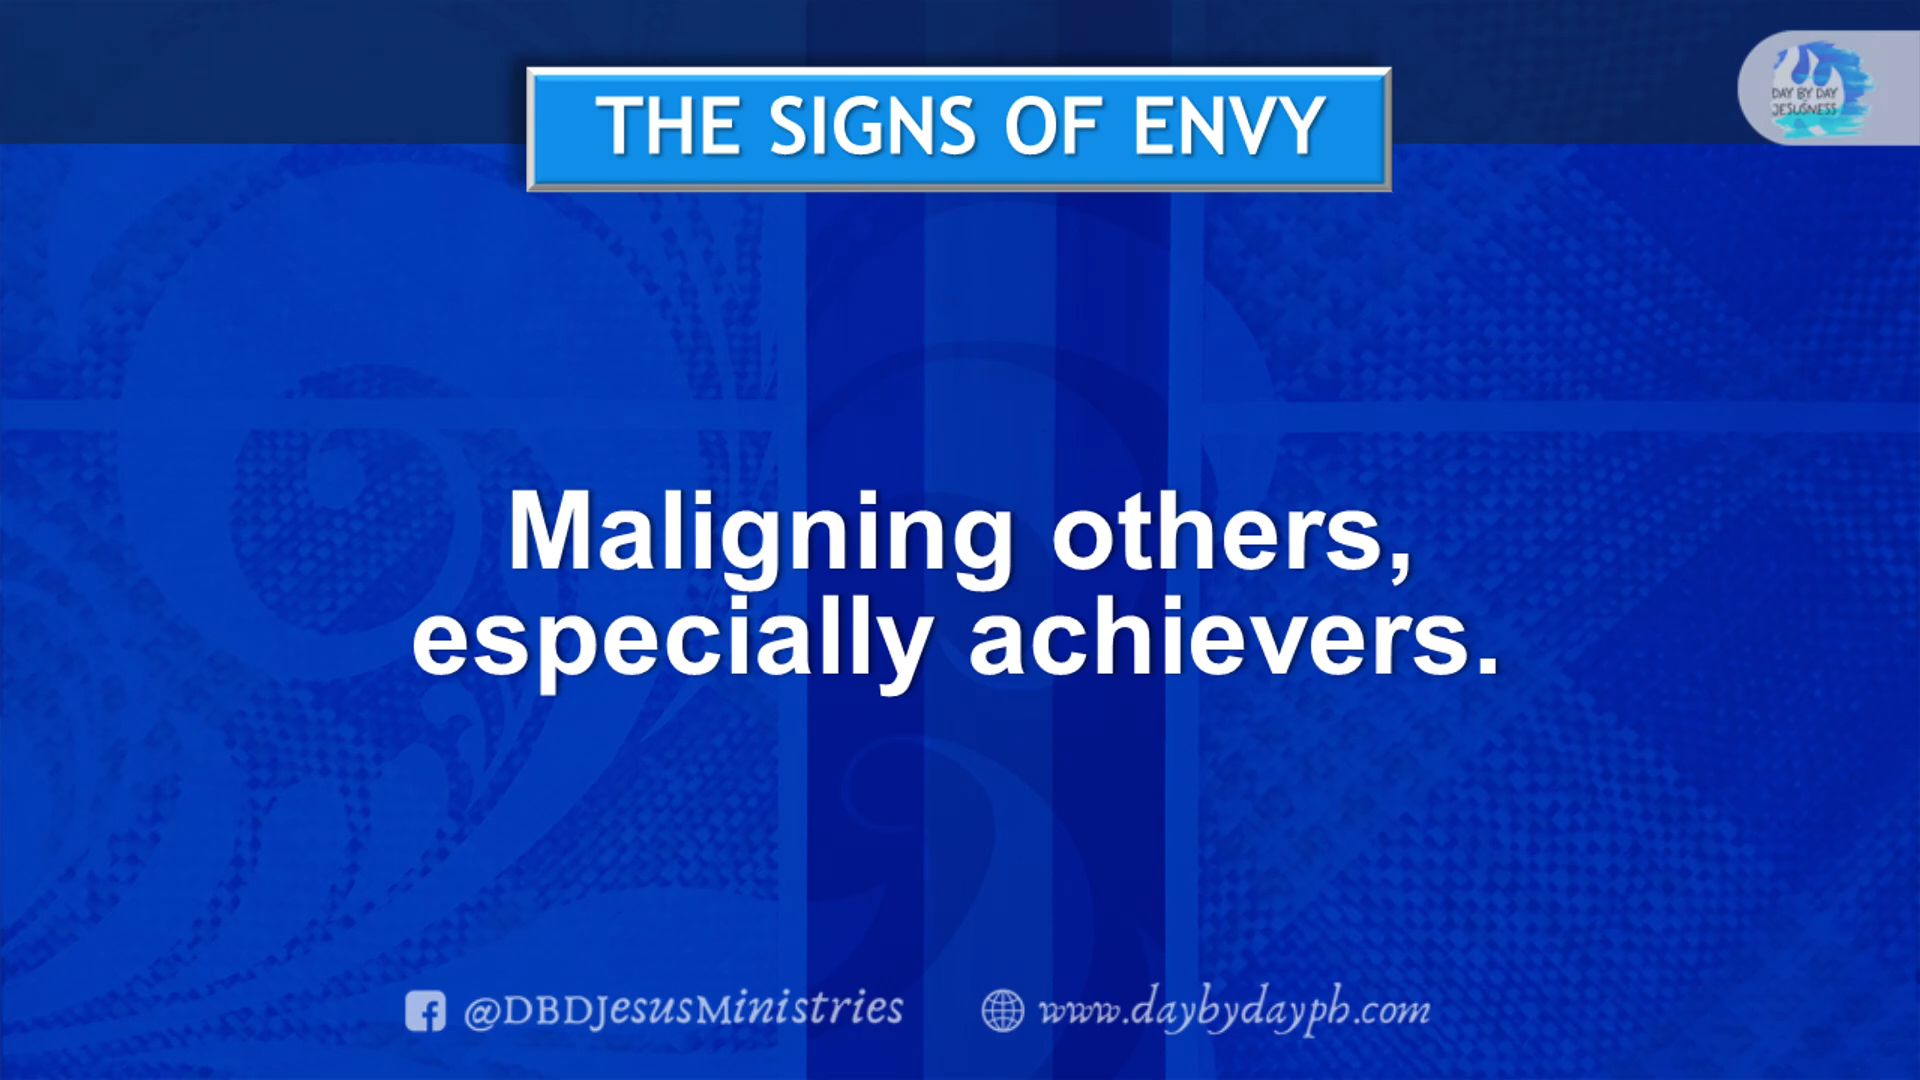 THE SIGNS OF ENVY
DAY BY DAY
JESUSNESS
Maligning others,
especially achievers.
@DBDJesusMinistries
www.daybydayph.com